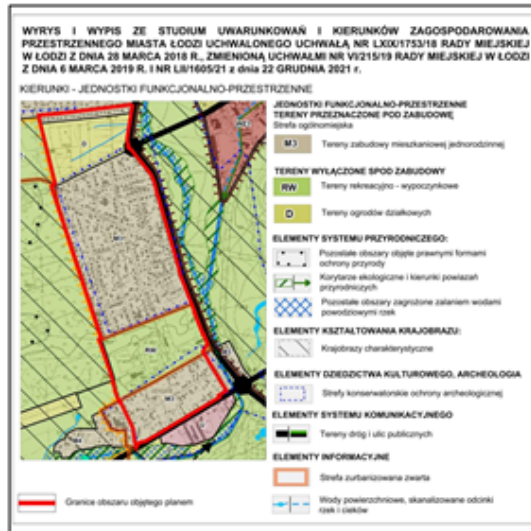 WYRYS I WYPIS ZE STUDIUM UWARUNKOWAŃ I KIERUNKÓW ZAGOSPODAROWANIA
PRZESTRZENNEGO MIASTA ŁODZI UCHWALONEGO UCHWAŁĄ NR LXIX/1753/18 RADY MIEJSKIEJ
W ŁODZI Z DNIA 28 MARCA 2018 R., ZMIENIONĄ UCHWAŁAMI NR VI/215/19 RADY MIEJSKIEJ W ŁODZI
Z DNIA 6 MARCA 2019 R. I NR LII/1605/21 z dnia 22 GRUDNIA 2021 r.
KIERUNKI - JEDNOSTKI FUNKCJONALNO-PRZESTRZENNE
JEDNOSTKI FUNKCJONALNO-PRZESTRZENNE
TERENY PRZEZNACZONE POD ZABUDOWĘ
Strefa ogólnomiejska
M3 Tereny zabudowy mieszkaniowej jednorodzinnej
TERENY WYŁĄCZONE SPOD ZABUDOWY
RW Tereny rekreacyjno - wypoczynkowe
D Tereny ogrodów działkowych
ELEMENTY SYSTEMU PRZYRODNICZEGO:
Pozostałe obszary objęte prawnymi formami
ochrony przyrody
Korytarze ekologiczne i kierunki powiązań
przyrodniczych
Pozostałe obszary zagrożone zalaniem wodami
powodziowymi rzek
ELEMENTY KSZTAŁTOWANIA KRAJOBRAZU:
Krajobrazy charakterystyczne
ELEMENTY DZIEDZICTWA KULTUROWEGO, ARCHEOLOGIA
Strefy konserwatorskie ochrony archeologicznej
ELEMENTY SYSTEMU KOMUNIKACYJNEGO
Tereny dróg i ulic publicznych
ELEMENTY INFORMACYJNE
Strefa zurbanizowana zwarta
Wody powierzchniowe, skanalizowane odcinki
rzek i cieków
Granice obszaru objętego planem
RW
M3